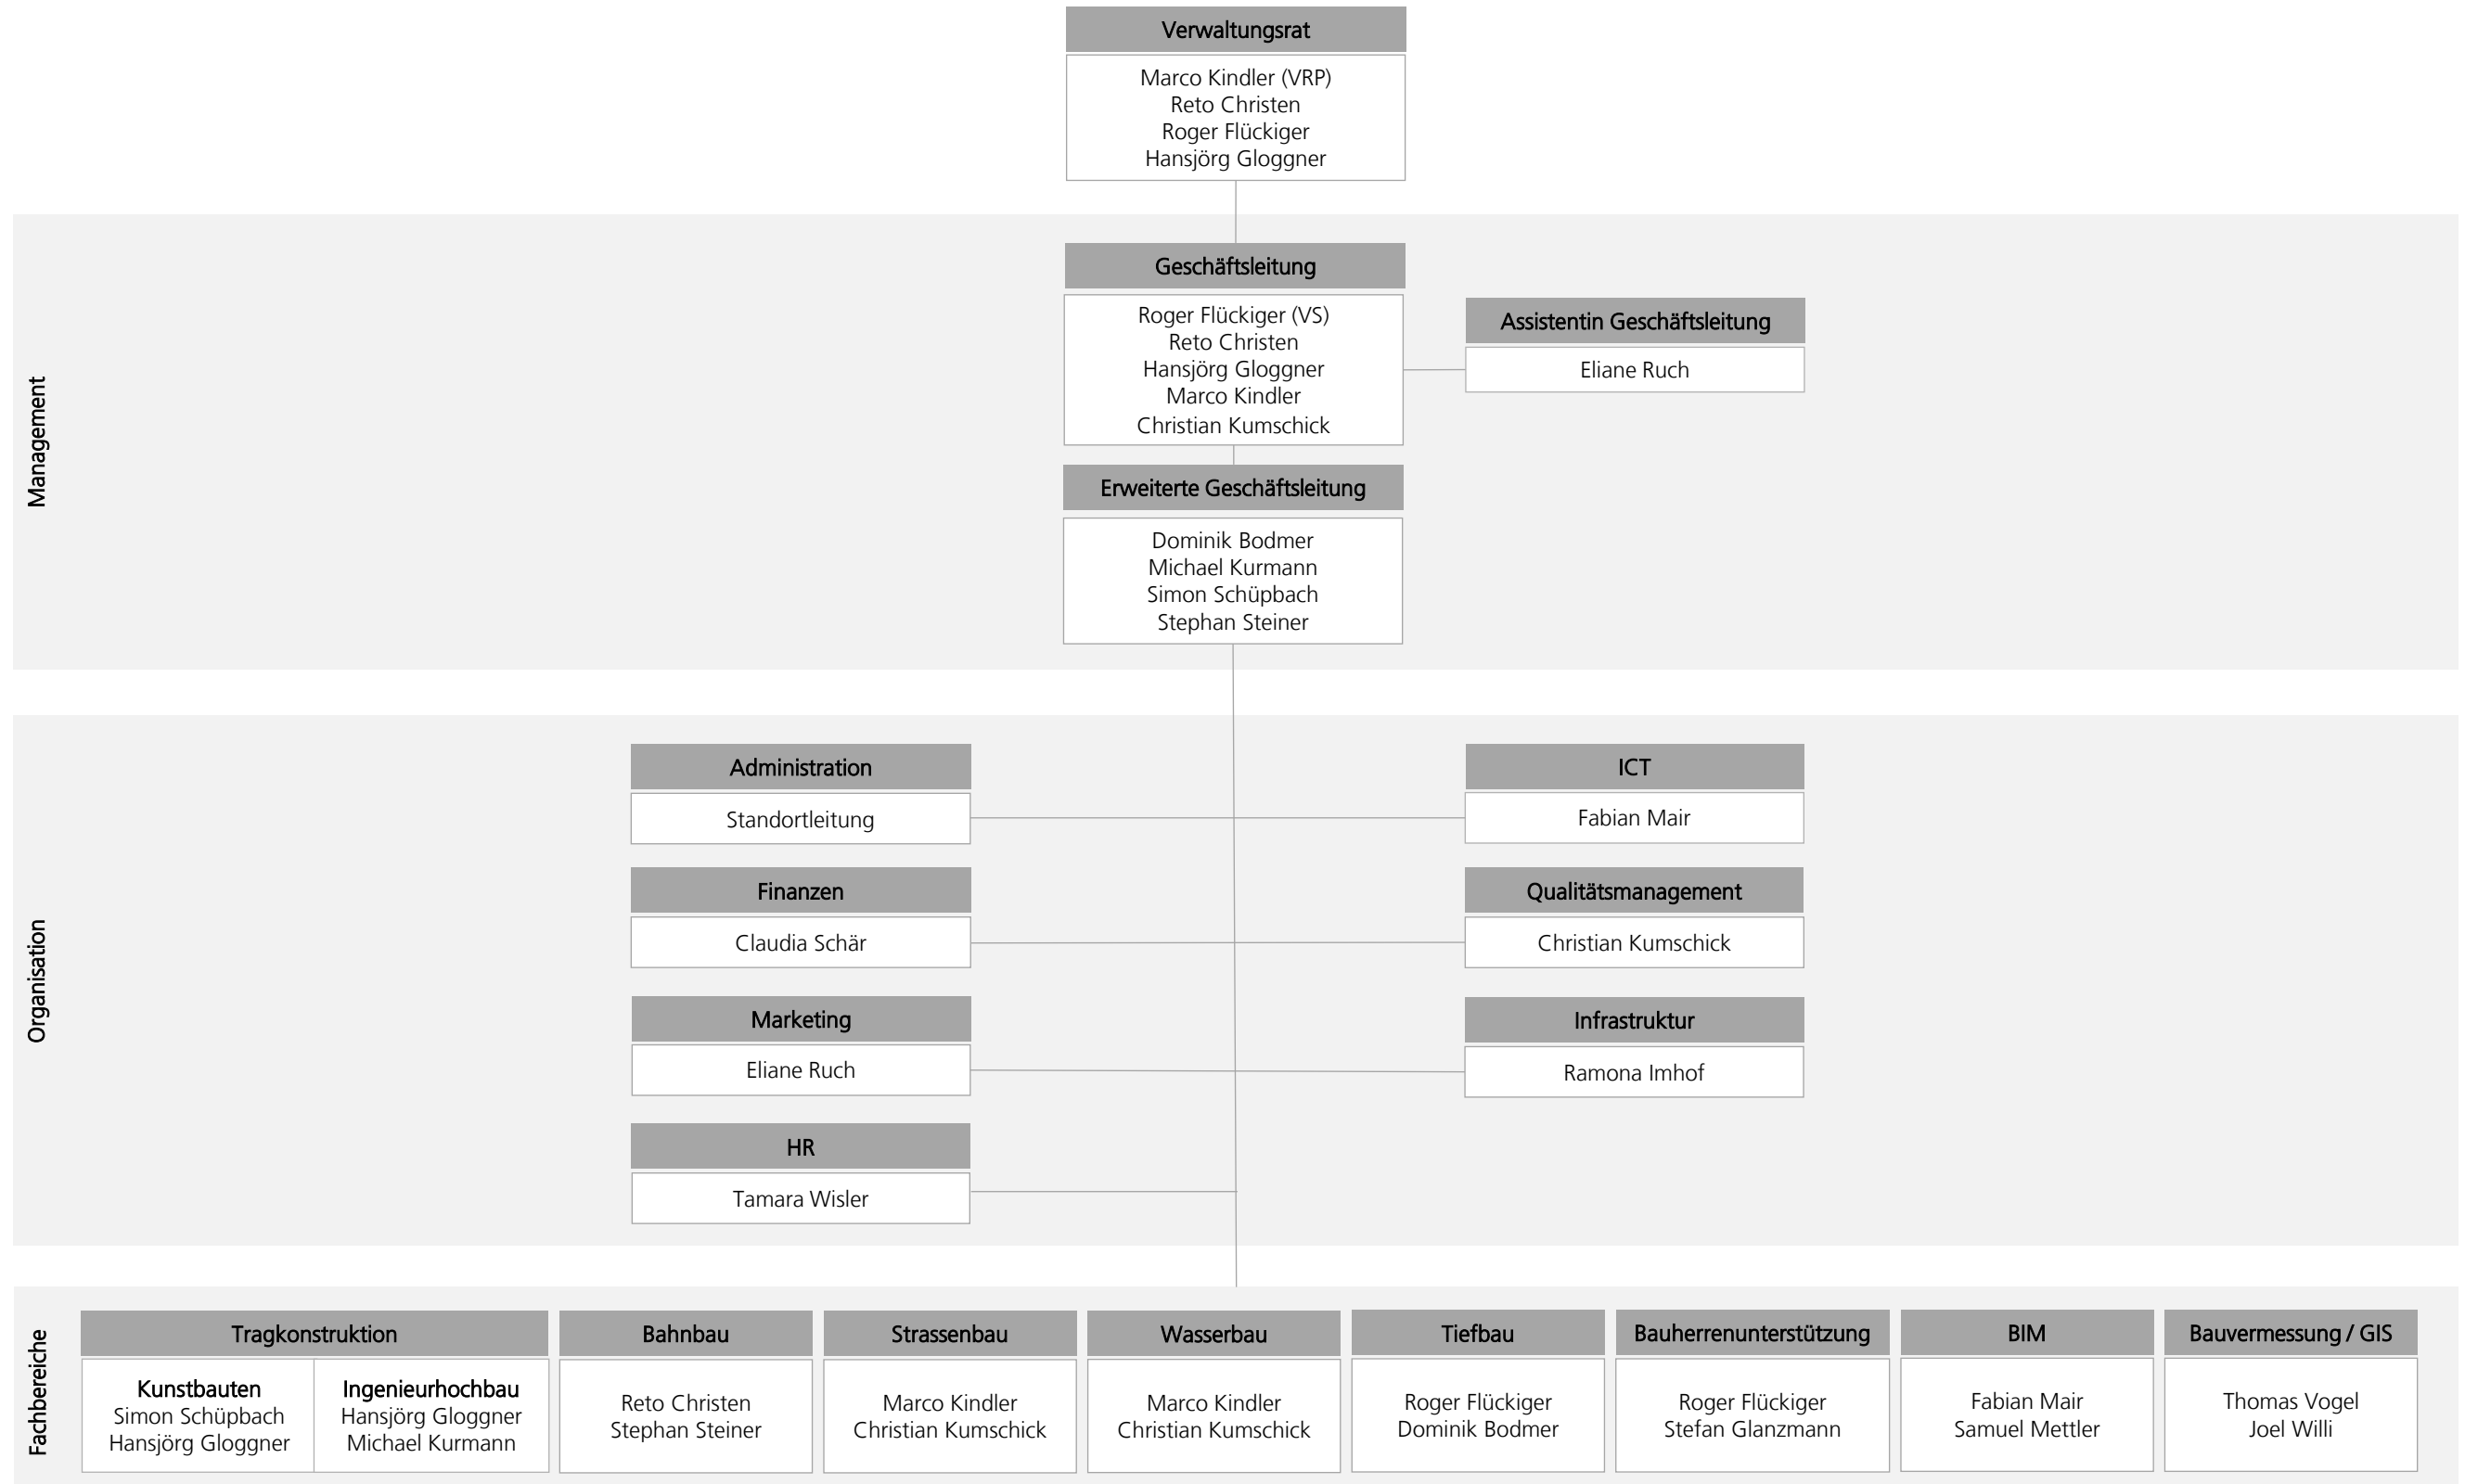 Verwaltungsrat
Marco Kindler (VRP)
Reto Christen
Roger Flückiger
Hansjörg Gloggner
Management
Geschäftsleitung
Roger Flückiger (VS)
Reto Christen
Hansjörg Gloggner
Marco Kindler
Christian Kumschick
Assistentin Geschäftsleitung
Eliane Ruch
Erweiterte Geschäftsleitung
Dominik Bodmer
Michael Kurmann
Simon Schüpbach
Stephan Steiner
Organisation
Administration
Standortleitung
ICT
Fabian Mair
Finanzen
Claudia Schär
Qualitätsmanagement
Christian Kumschick
Marketing
Eliane Ruch
Infrastruktur
Ramona Imhof
HR
Tamara Wisler
Fachbereiche
Tragkonstruktion
Kunstbauten
Simon Schüpbach
Hansjörg Gloggner
Ingenieurhochbau
Hansjörg Gloggner
Michael Kurmann
Bahnbau
Reto Christen
Stephan Steiner
Strassenbau
Marco Kindler
Christian Kumschick
Wasserbau
Marco Kindler
Christian Kumschick
Tiefbau
Roger Flückiger
Dominik Bodmer
Bauherrenunterstützung
Roger Flückiger
Stefan Glanzmann
BIM
Fabian Mair
Samuel Mettler
Bauvermessung / GIS
Thomas Vogel
Joel Willi